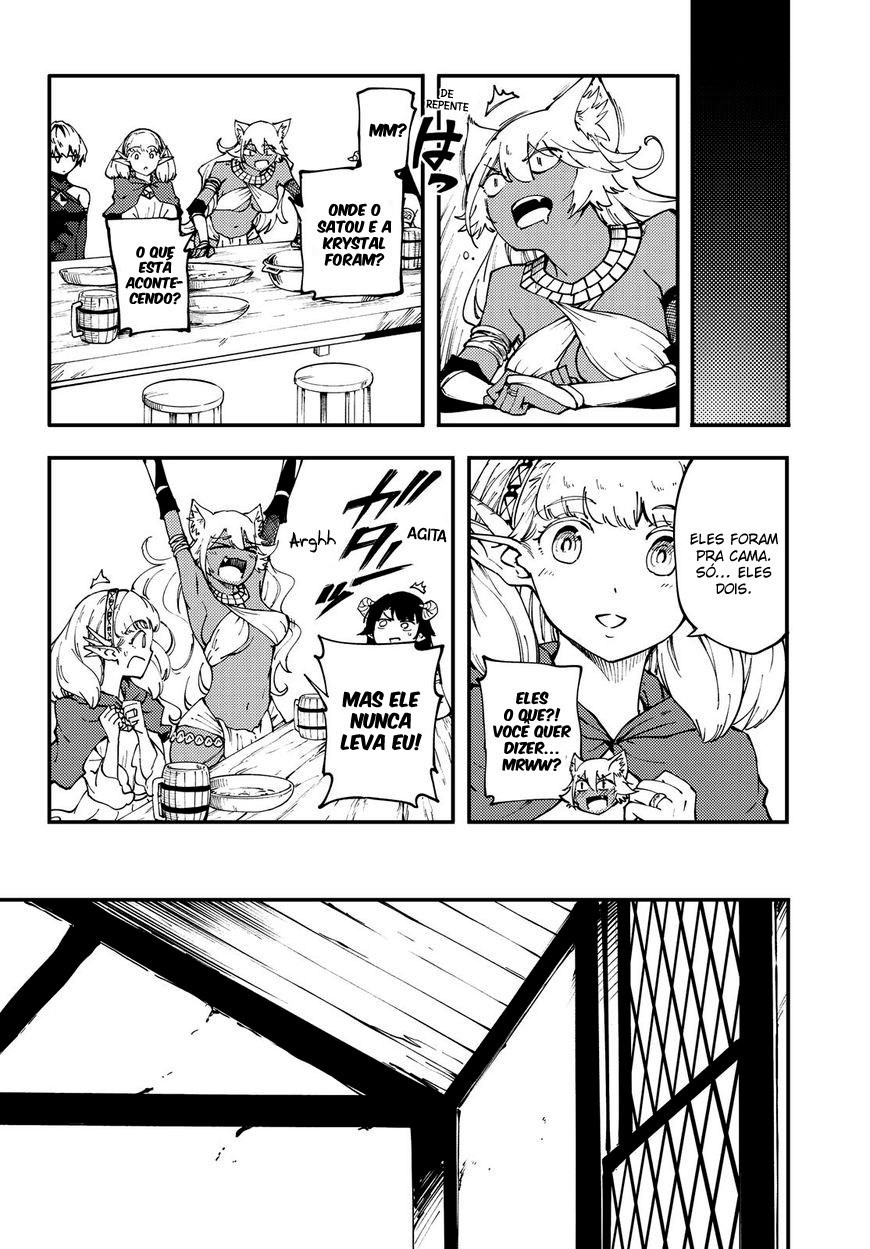 DE
REPENTE
はっ
MM?
ONDE O
SATOU E A
KRYSTAL
FORAM?
O QUE
ESTÁ
ACONTE-
CENDO?
ELES FORAM
PRA CAMA.
SÓ... ELES
DOIS.
ELES
O QUE?!
VOCÊ QUER
DIZER...
MRWW?
ガタッ
AGITA
Arghh
MAS ELE
NUNCA
LEVA EU!